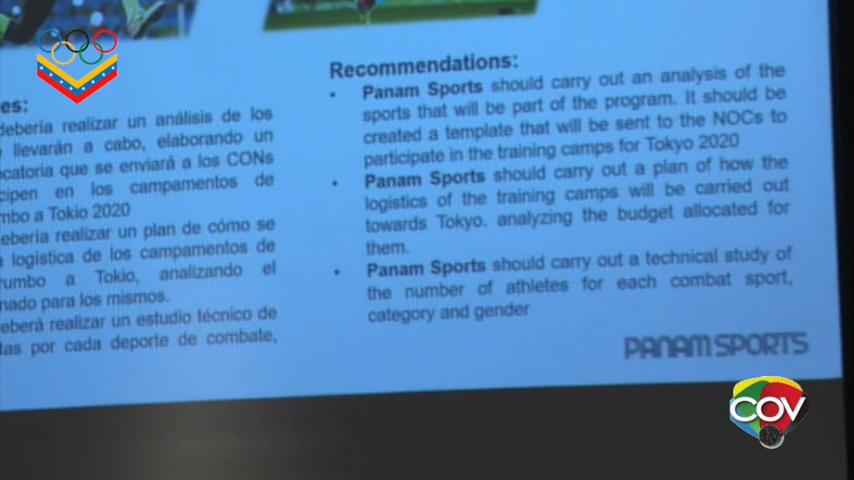 es:
debería realizar un análisis de los
llevarán a cabo, elaborando un
ocatoria que se enviará a los CONs
cipen en los campamentos de
mbo a Tokio 2020
debería realizar un plan de cómo se
logística de los campamentos de
rumbo a Tokio, analizando el
nado para los mismos.
eberá realizar un estudio técnico de
tas por cada deporte de combate,
Recommendations:
• Panam Sports should carry out an analysis of the
sports that will be part of the program. It should be
created a template that will be sent to the NOCs to
participate in the training camps for Tokyo 2020
• Panam Sports should carry out a plan of how the
logistics of the training camps will be carried out
towards Tokyo. analyzing the budget allocated for
them.
• Panam Sports should carry out a technical study of
the number of athletes for each combat sport,
category and gender
PANAM SPORTS
COV